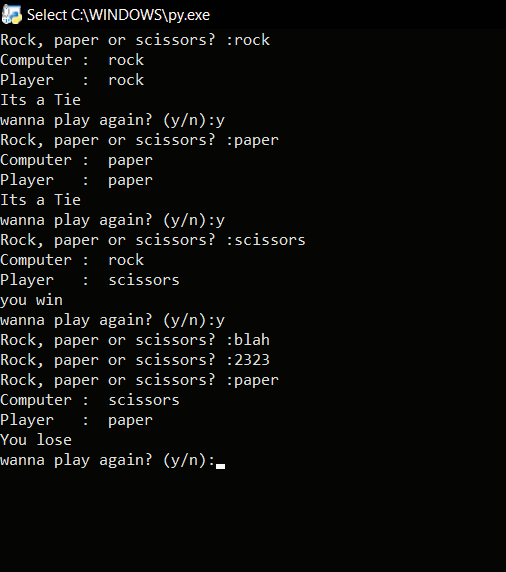 Select C:\WINDOWS\py.exe
Rock, paper or scissors? :rock
Computer :  rock
Player   :  rock
Its a Tie
wanna play again? (y/n):y
Rock, paper or scissors? :paper
Computer :  paper
Player   :  paper
Its a Tie
wanna play again? (y/n):y
Rock, paper or scissors? :scissors
Computer :  rock
Player   :  scissors
you win
wanna play again? (y/n):y
Rock, paper or scissors? :blah
Rock, paper or scissors? :2323
Rock, paper or scissors? :paper
Computer :  scissors
Player   :  paper
You lose
wanna play again? (y/n):